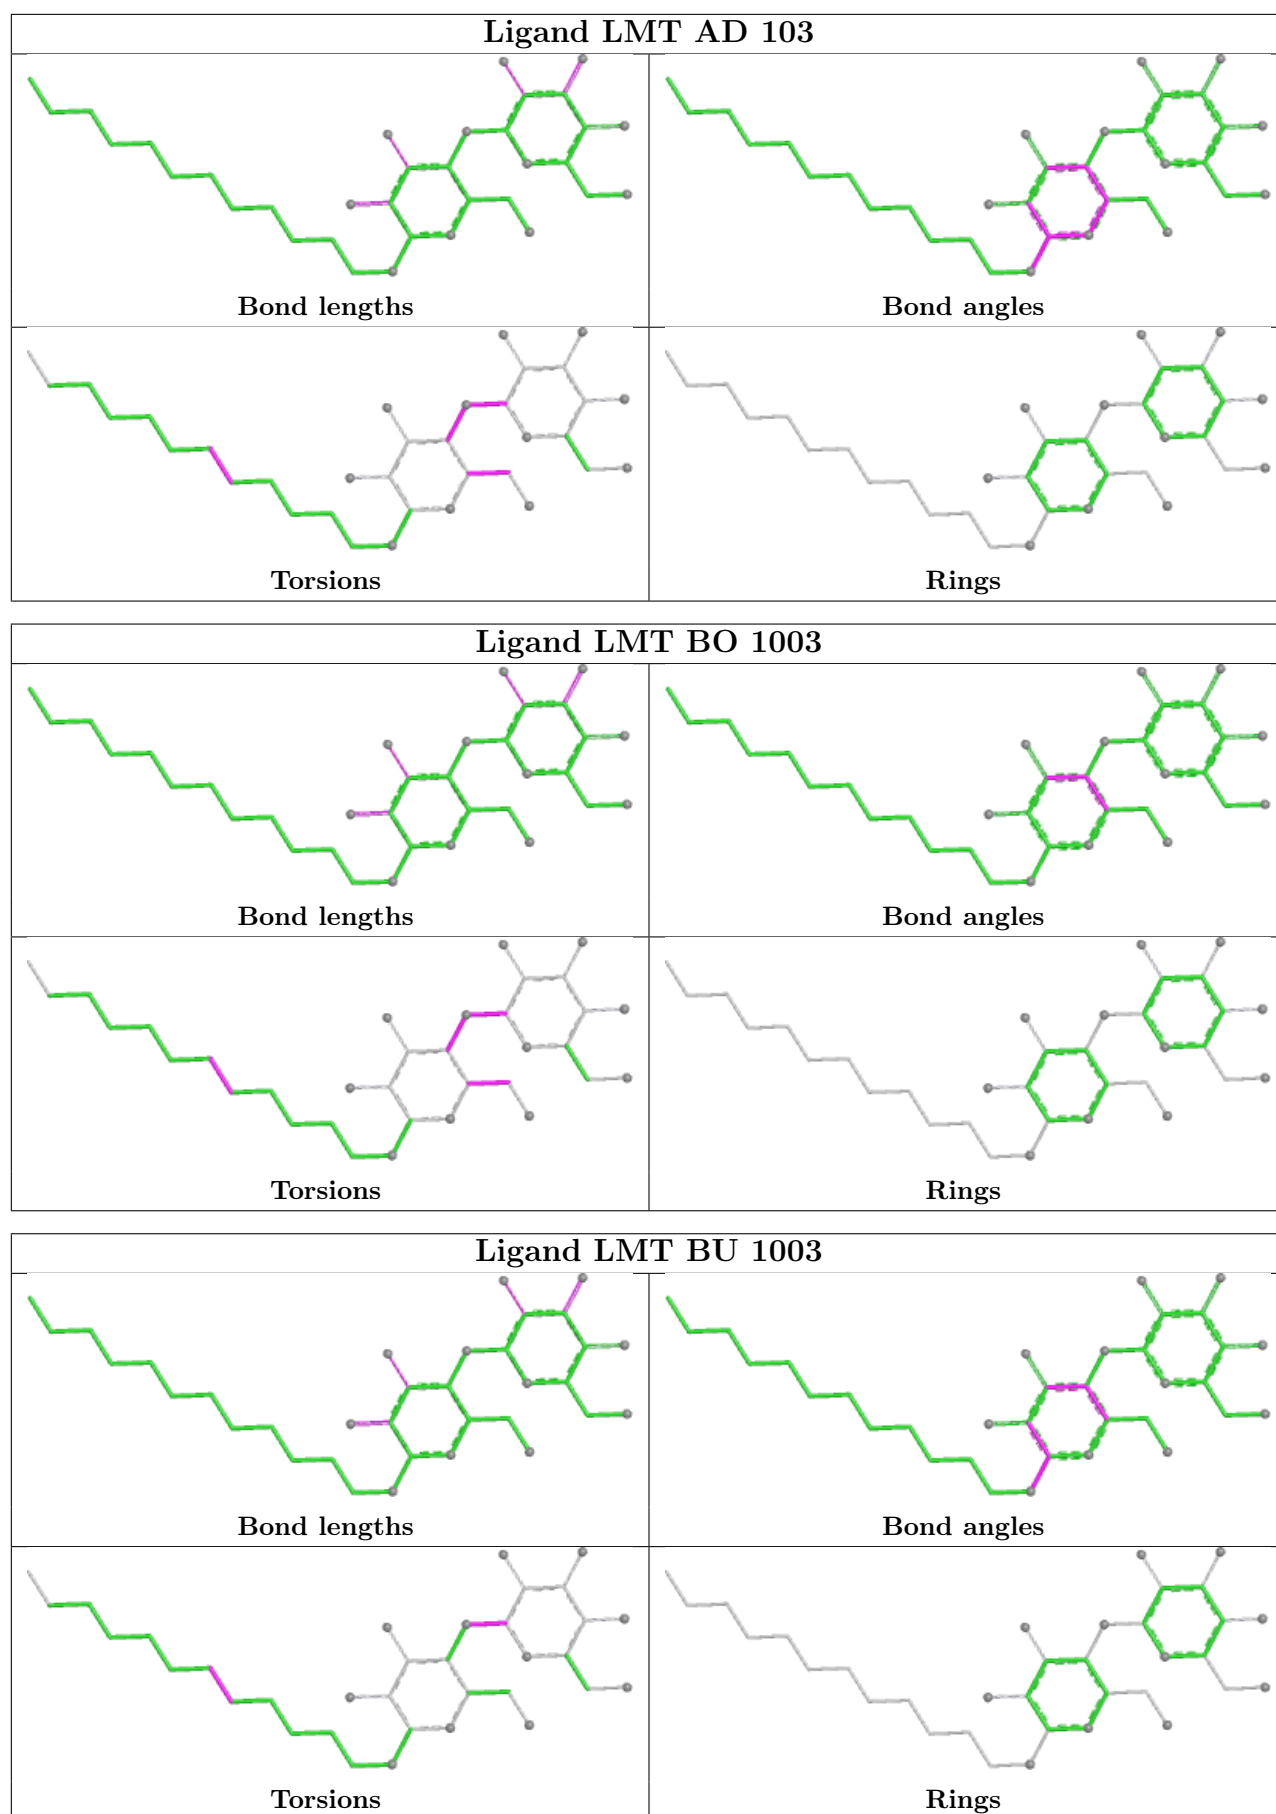 Ligand LMT AD 103
Bond lengths
Bond angles
Torsions
Rings
Ligand LMT BO 1003
Bond lengths
Bond angles
Torsions
Rings
Ligand LMT BU 1003
Bond lengths
Bond angles
Torsions
Rings